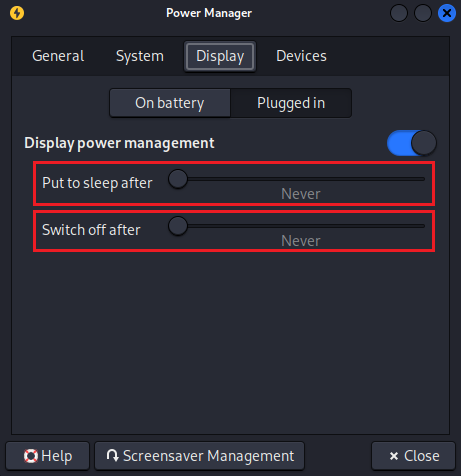 Power Manager
General System Display Devices
On battery Plugged in
Display power management
Put to sleep after
Never
Switch off after
Never
Help Screensaver Management Close